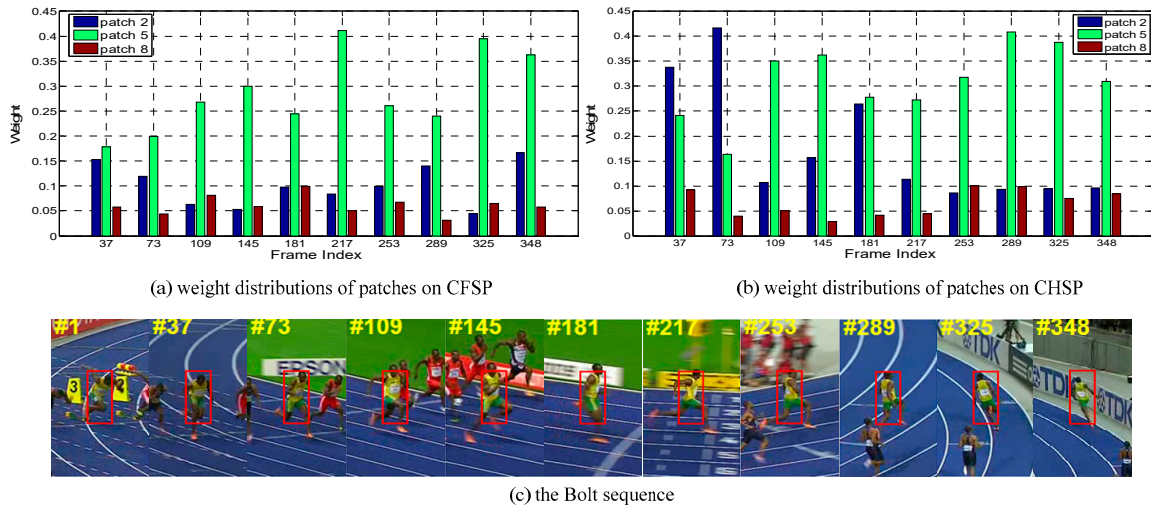 0.45
0.4
0.35
0.3
0.25
0.2
0.15
0.1
0.05
0
Weight
patch 2
patch 5
patch 8
37 73 109 145 181 217 253 289 325 348
Frame Index
(a) weight distributions of patches on CFSP
0.45
0.4
0.35
0.3
0.25
0.2
0.15
0.1
0.05
0
Weight
patch 2
patch 5
patch 8
37 73 109 145 181 217 253 289 325 348
Frame Index
(b) weight distributions of patches on CHSP
#1 #37 #73 #109 #145 #181 #217 #253 #289 #325 #348
3
EPSON
TDK
TDK
(c) the Bolt sequence